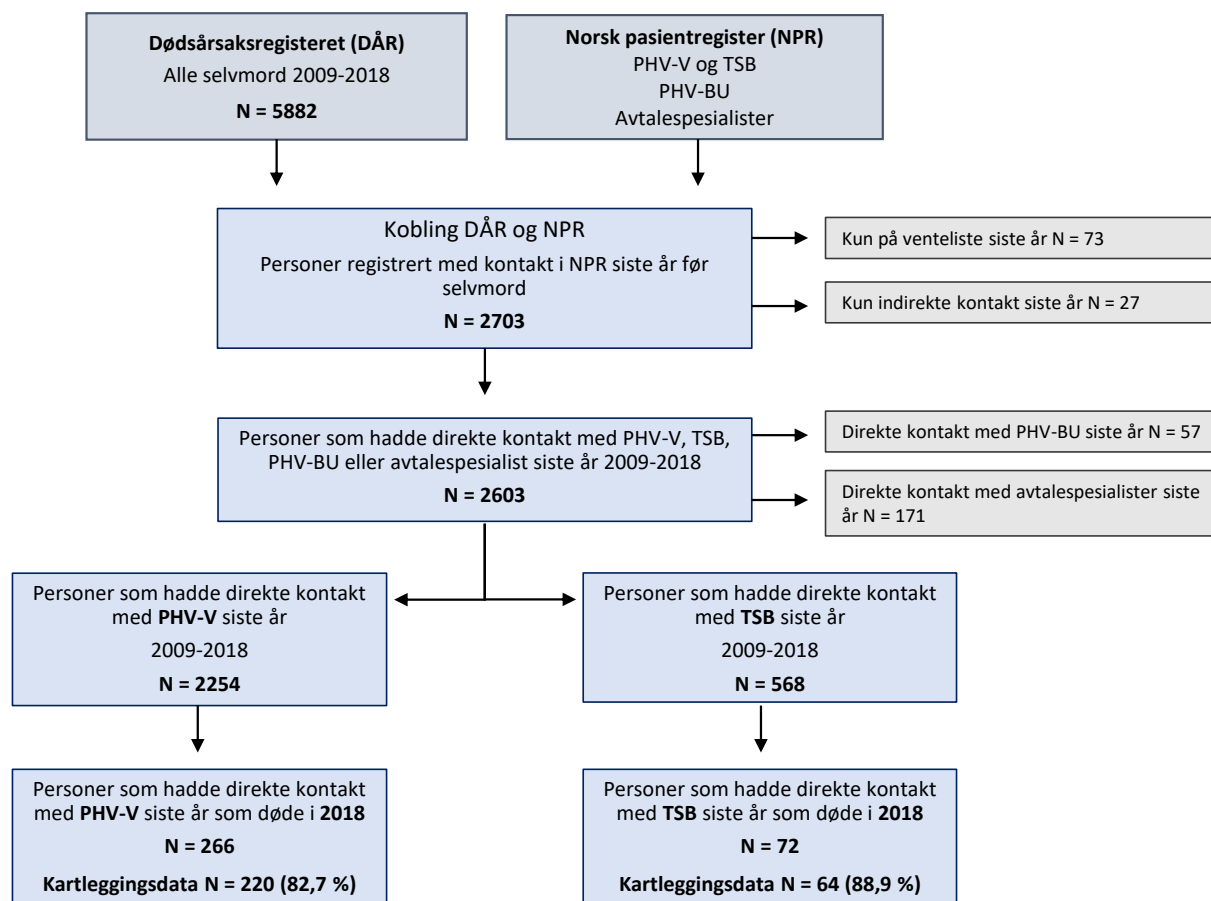 Dødsårsaksregisteret (DÅR)
Alle selvmord 2009-2018
N = 5882
Norsk pasientregister (NPR)
PHV-V og TSB
PHV-BU
Avtalespesialister
Kobling DÅR og NPR
Personer registrert med kontakt i NPR siste år før
selvmord
N = 2703
Kun på venteliste siste år N = 73
Kun indirekte kontakt siste år N = 27
Personer som hadde direkte kontakt med PHV-V, TSB,
PHV-BU eller avtalespesialist siste år 2009-2018
N = 2603
Direkte kontakt med PHV-BU siste år N = 57
Direkte kontakt med avtalespesialister siste
år N = 171
Personer som hadde direkte kontakt
med PHV-V siste år
2009-2018
N = 2254
Personer som hadde direkte kontakt
med TSB siste år
2009-2018
N = 568
Personer som hadde direkte kontakt
med PHV-V siste år som døde i 2018
N = 266
Kartleggingsdata N = 220 (82,7 %)
Personer som hadde direkte kontakt
med TSB siste år som døde i 2018
N = 72
Kartleggingsdata N = 64 (88,9 %)